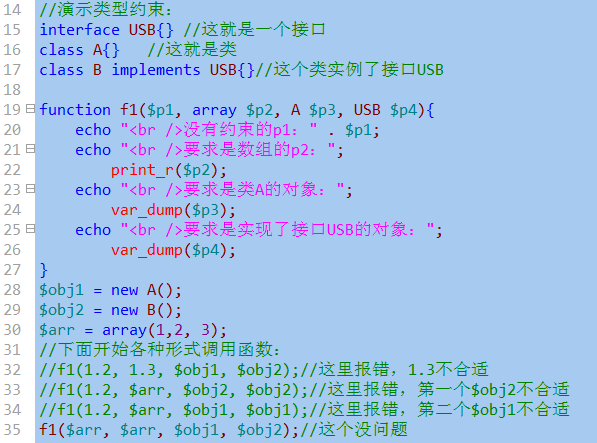 14 //演示类型约束：
15 interface USB{} //这就是一个接口
16 class A{}   //这就是类
17 class B implements USB{}//这个类实例了接口USB
18
19 function f1($p1, array $p2, A $p3, USB $p4){
20     echo "<br />没有约束的p1：" . $p1;
21     echo "<br />要求是数组的p2：";
22         print_r($p2);
23     echo "<br />要求是类A的对象：";
24         var_dump($p3);
25     echo "<br />要求是实现了接口USB的对象：";
26         var_dump($p4);
27 }
28 $obj1 = new A();
29 $obj2 = new B();
30 $arr = array(1,2, 3);
31 //下面开始各种形式调用函数：
32 //f1(1.2, 1.3, $obj1, $obj2);//这里报错，1.3不合适
33 //f1(1.2, $arr, $obj2, $obj2);//这里报错，第一个$obj2不合适
34 //f1(1.2, $arr, $obj1, $obj1);//这里报错，第二个$obj1不合适
35 f1($arr, $arr, $obj1, $obj2);//这个没问题